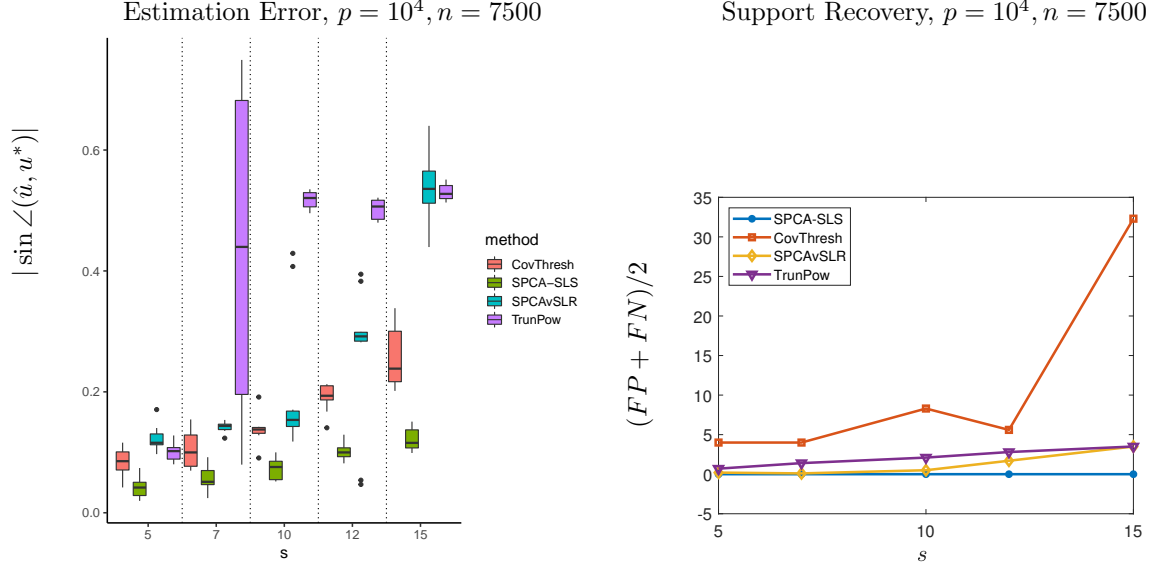 Estimation Error, $p = 10^4, n = 7500$
| sin ∠(û, u*)|
0.6
0.4
0.2
0.0
5
7
10
12
15
s
method
CovThresh
SPCA−SLS
SPCAvSLR
TrunPow
Support Recovery, $p = 10^4, n = 7500$
(FP + FN)/2
35
30
25
20
15
10
5
0
-5
SPCA-SLS
CovThresh
SPCAvSLR
TrunPow
5
10
15
s